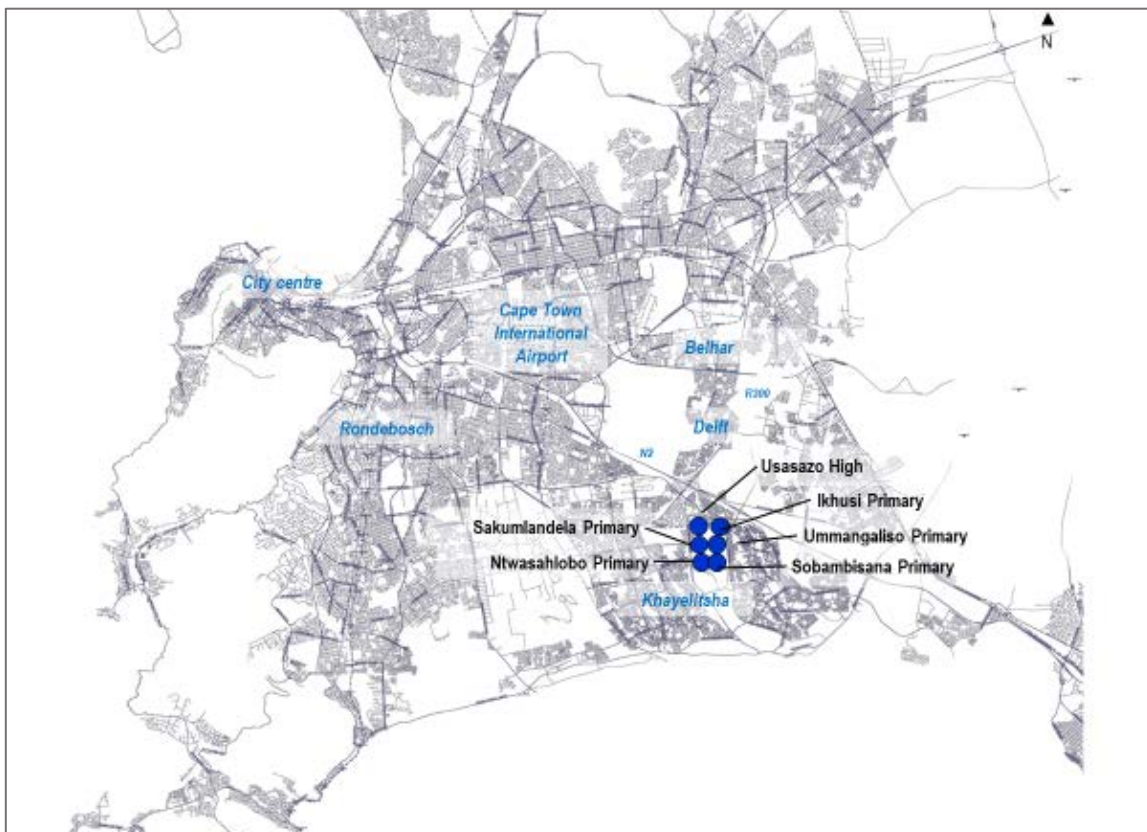 N
City centre
Cape Town
International
Airport
Belhar
R300
Rondebosch
Delft
N2
Usasazo High
Ikhusi Primary
Sakumlandela Primary
Ummangaliso Primary
Ntwasahlobo Primary
Sobambisana Primary
Khayelitsha